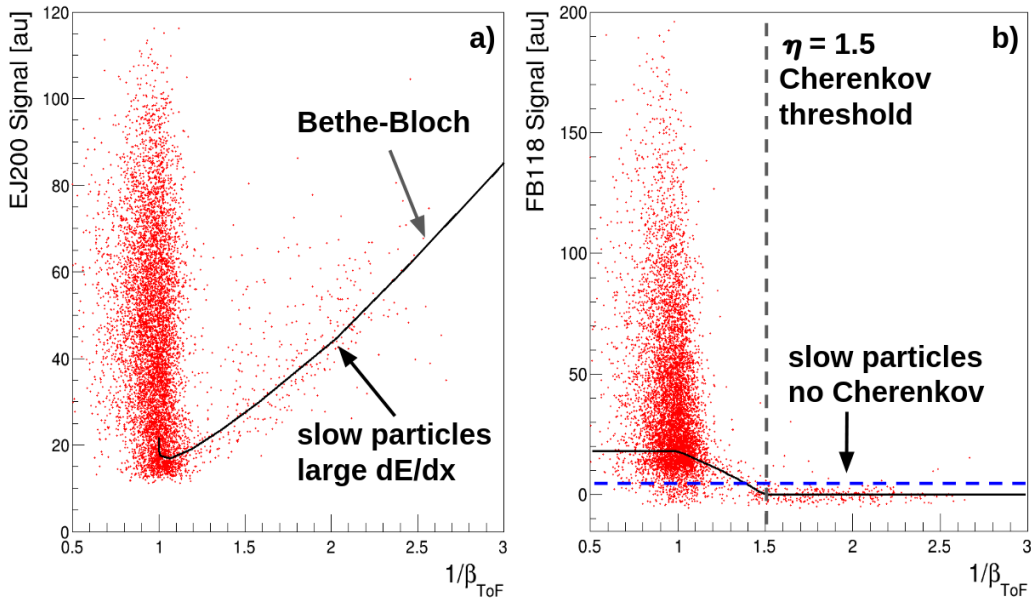 EJ200 Signal [au]
120
100
80
60
40
20
0
0.5
1
1.5
2
2.5
3
1/βToF
a)
Bethe-Bloch
slow particles
large dE/dx
FB118 Signal [au]
200
150
100
50
0
0.5
1
1.5
2
2.5
3
1/βToF
b)
η = 1.5
Cherenkov
threshold
slow particles
no Cherenkov